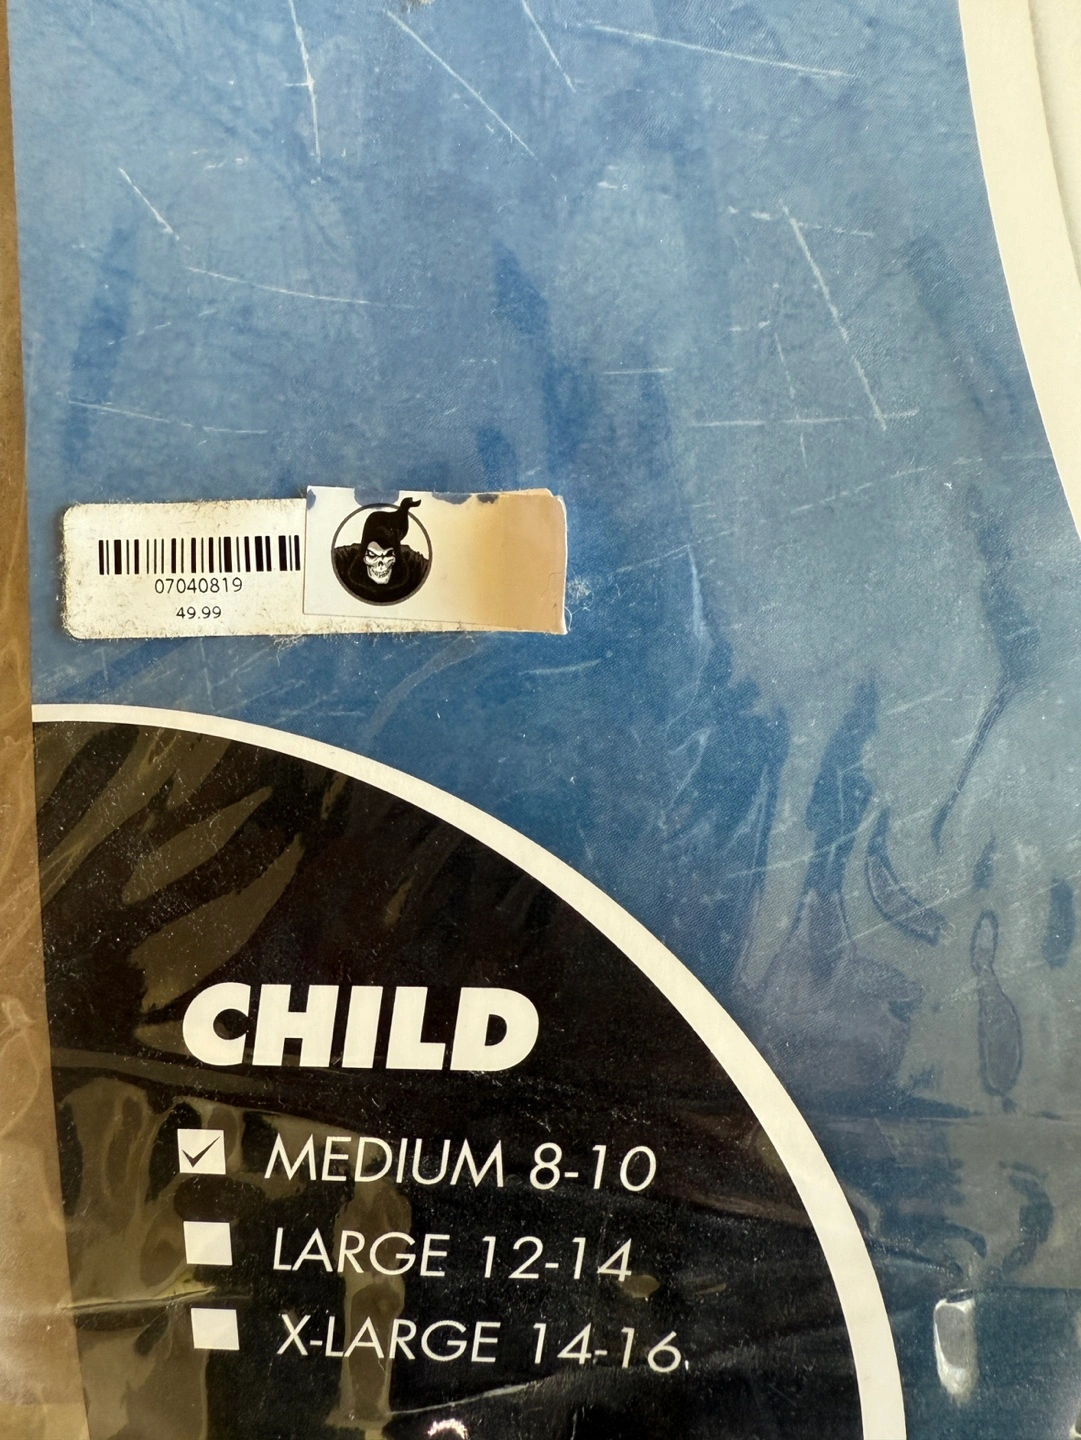 07040819
49.99
CHILD
MEDIUM 8-10
LARGE 12-14
X-LARGE 14-16